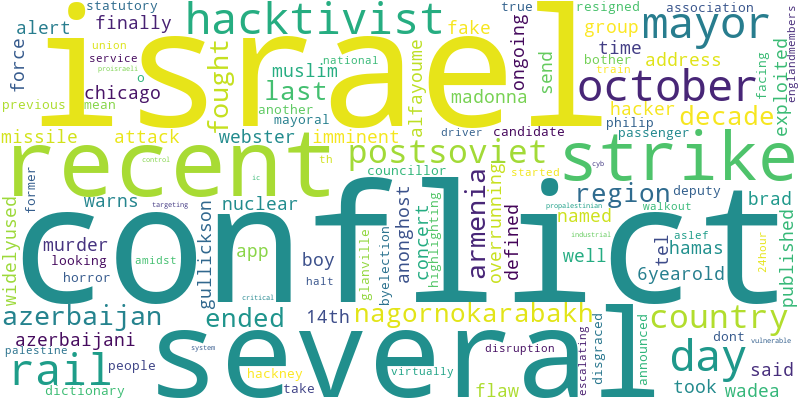 israel
conflict
several
recent
strike
hacktivist
mayor
october
day
rail
country
region
postsoviet
decade
last
fought
armenia
nagornokarabakh
azerbaijan
ended
azerbaijani
statutory
finally
alert
force
union
service
proisraeli
o
chicago
previous
mean
national
muslim
another
mayoral
missile
attack
webster
imminent
th
alfayoume
madonna
fake
true
ongoing
send
resigned
group
time
bother
train
association
address
hacker
philip
passenger
facing
exploited
englandmembers
driver
candidate
started
councillor
control
former
widelyused
warns
nuclear
ic
targeting
murder
looking
horror
amidst
gullickson
app
boy
halt
critical
anonghost
concert
highlighting
glanville
byelection
overrunning
defined
cyb
propalestinian
industrial
named
well
tel
hamas
walkout
deputy
aslef
6yearold
24hour
brad
published
14th
palestine
people
dictionary
system
hackney
take
virtually
disruption
flaw
escalating
disgraced
announced
dont
vulnerable
said
took
wadea